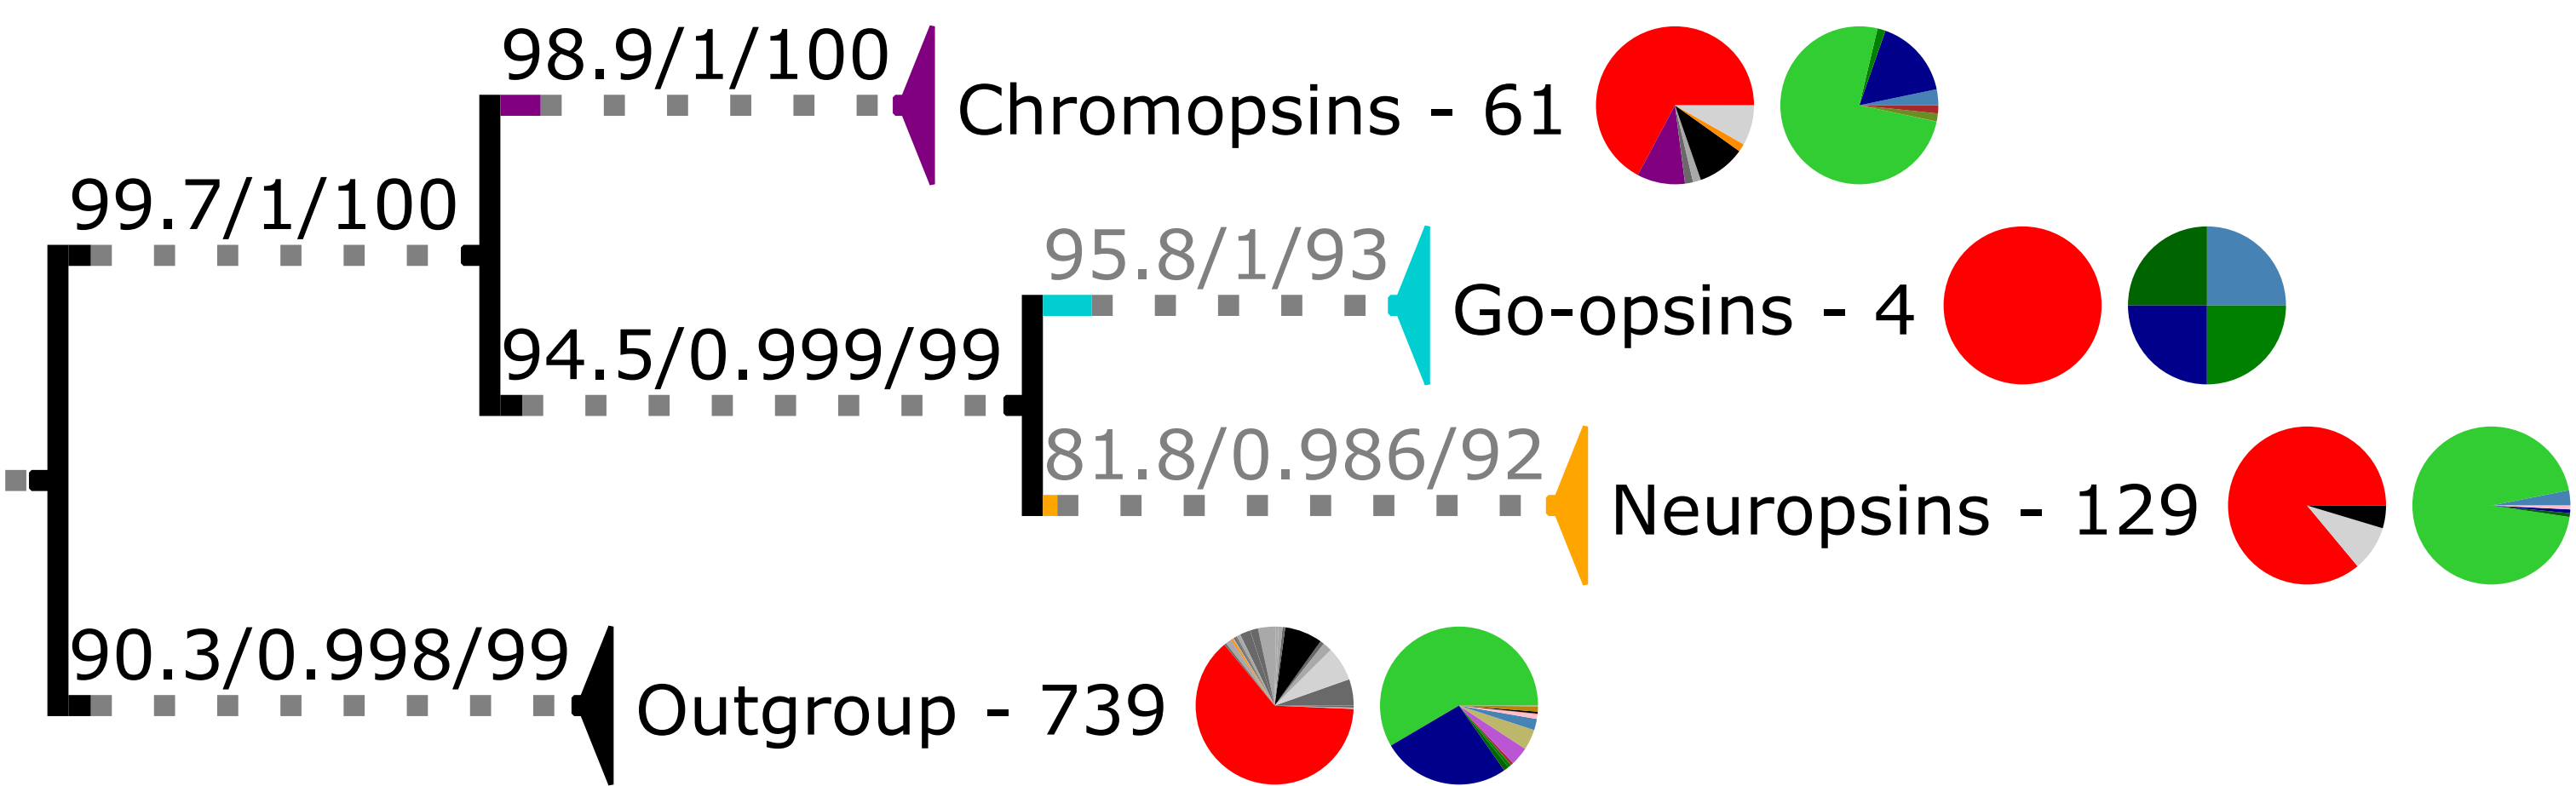 98.9/1/100
Chromopsins - 61
99.7/1/100
95.8/1/93
Go-opsins - 4
94.5/0.999/99
81.8/0.986/92
Neuropsins - 129
90.3/0.998/99
Outgroup - 739